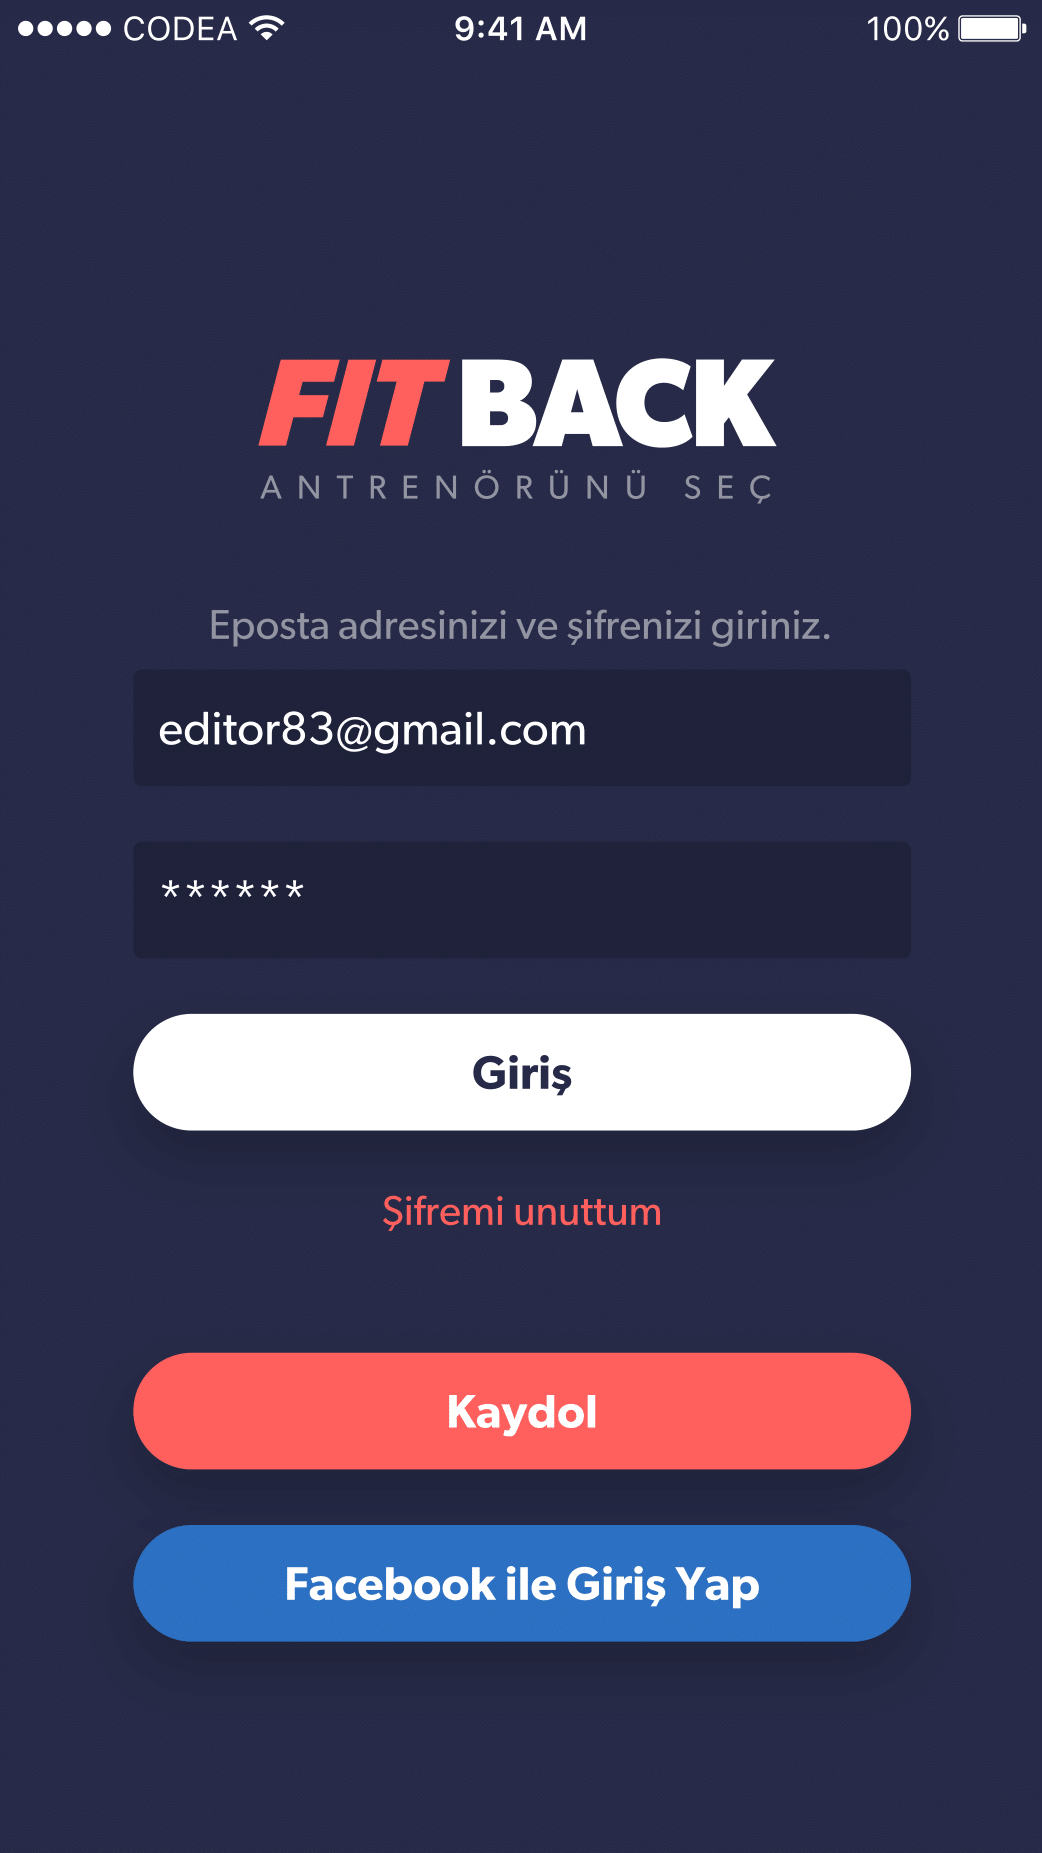 CODEA 9:41 AM 100%
FIT BACK
ANTRENÖRÜNÜ SEÇ
Eposta adresinizi ve şifrenizi giriniz.
editor83@gmail.com
******
Giriş
Şifremi unuttum
Kaydol
Facebook ile Giriş Yap